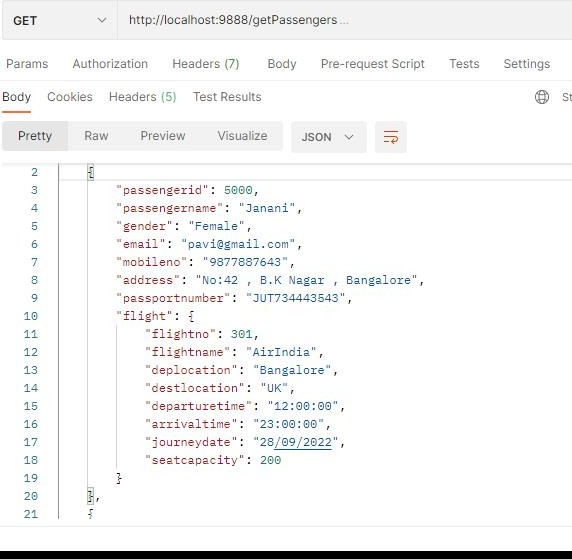 GET http://localhost:9888/getPassengers ...
Params Authorization Headers (7) Body Pre-request Script Tests Settings
Body Cookies Headers (5) Test Results St
Pretty Raw Preview Visualize JSON
2 {
3 "passengerid": 5000,
4 "passengername": "Janani",
5 "gender": "Female",
6 "email": "pavi@gmail.com",
7 "mobileno": "9877887643",
8 "address": "No:42 , B.K Nagar , Bangalore",
9 "passportnumber": "JUT734443543",
10 "flight": {
11 "flightno": 301,
12 "flightname": "AirIndia",
13 "deplocation": "Bangalore",
14 "destlocation": "UK",
15 "departuretime": "12:00:00",
16 "arrivaltime": "23:00:00",
17 "journeydate": "28/09/2022",
18 "seatcapacity": 200
19 }
20 },
21 {